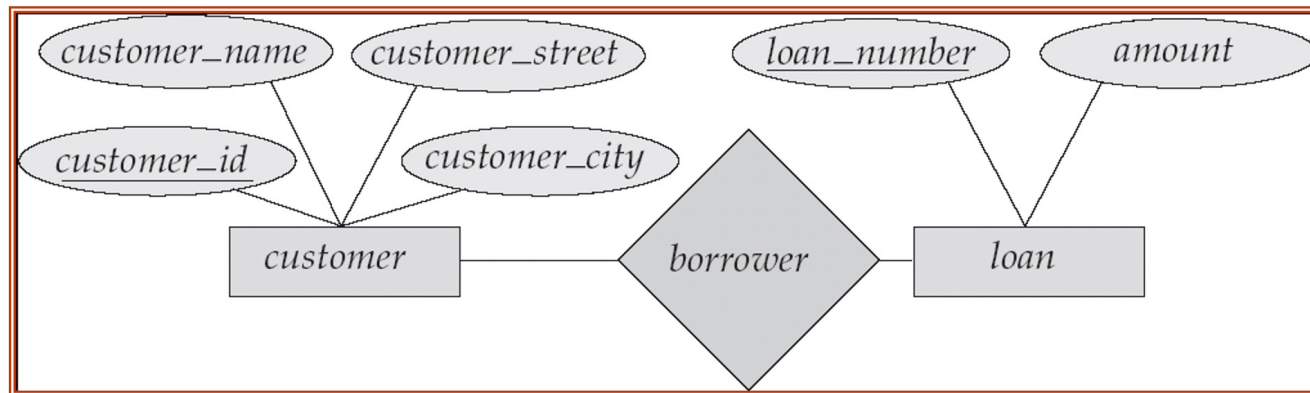 customer_name
customer_street
loan_number
amount
customer_id
customer_city
customer
borrower
loan